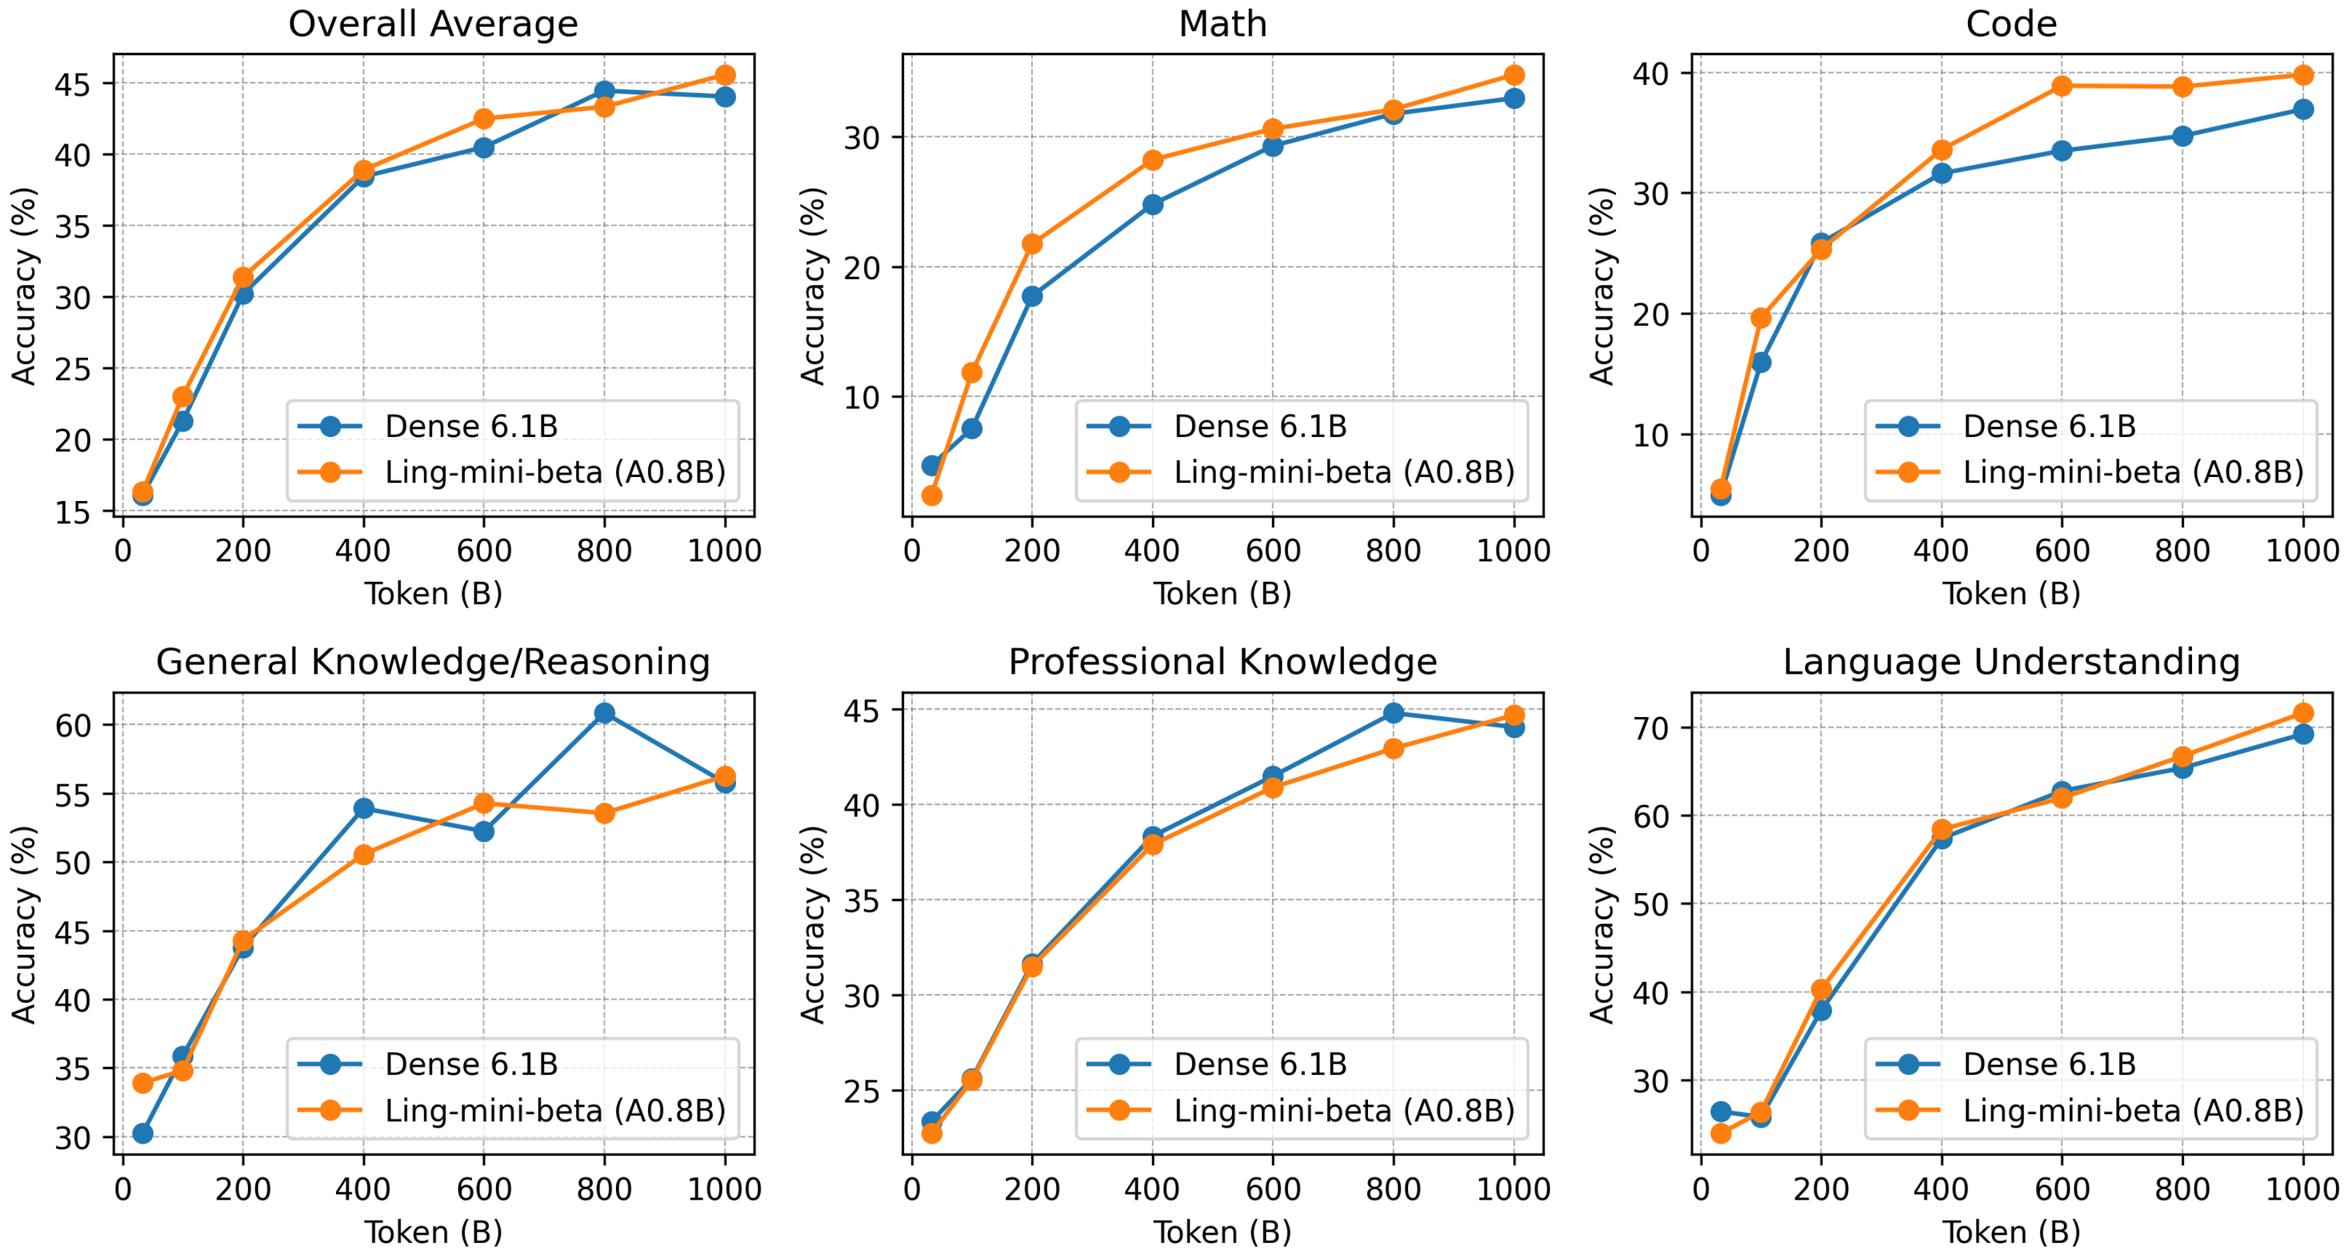 Overall Average
Accuracy (%)
45
40
35
30
25
20
15
0 200 400 600 800 1000
Token (B)
Dense 6.1B
Ling-mini-beta (A0.8B)
Math
Accuracy (%)
30
20
10
0 200 400 600 800 1000
Token (B)
Dense 6.1B
Ling-mini-beta (A0.8B)
Code
Accuracy (%)
40
30
20
10
0 200 400 600 800 1000
Token (B)
Dense 6.1B
Ling-mini-beta (A0.8B)
General Knowledge/Reasoning
Accuracy (%)
60
55
50
45
40
35
30
0 200 400 600 800 1000
Token (B)
Dense 6.1B
Ling-mini-beta (A0.8B)
Professional Knowledge
Accuracy (%)
45
40
35
30
25
0 200 400 600 800 1000
Token (B)
Dense 6.1B
Ling-mini-beta (A0.8B)
Language Understanding
Accuracy (%)
70
60
50
40
30
0 200 400 600 800 1000
Token (B)
Dense 6.1B
Ling-mini-beta (A0.8B)